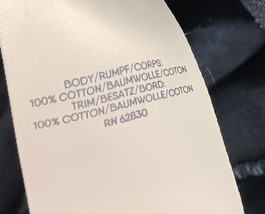 BODY/RUMPF/CORPS:
100% COTTON/BAUMWOLLE/COTON
TRIM/BESATZ/BORD:
100% COTTON/BAUMWOLLE/COTON
RN 62830